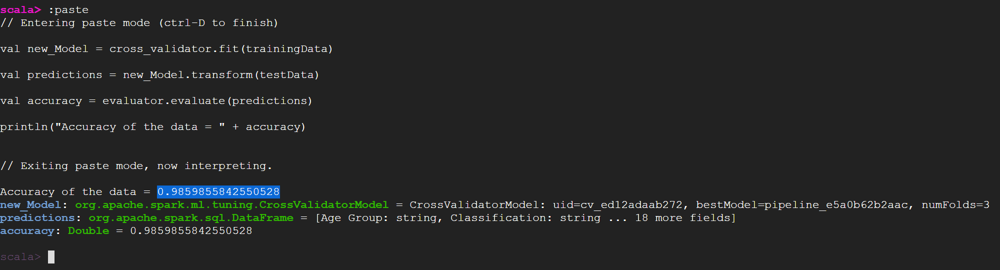 scala> :paste
// Entering paste mode (ctrl-D to finish)
val new_Model = cross_validator.fit(trainingData)
val predictions = new_Model.transform(testData)
val accuracy = evaluator.evaluate(predictions)
println("Accuracy of the data = " + accuracy)
// Exiting paste mode, now interpreting.
Accuracy of the data = 0.9859855842550528
new_Model: org.apache.spark.ml.tuning.CrossValidatorModel = CrossValidatorModel: uid=cv_ed12adaab272, bestModel=pipeline_e5a0b62b2aac, numFolds=3
predictions: org.apache.spark.sql.DataFrame = [Age Group: string, Classification: string ... 18 more fields]
accuracy: Double = 0.9859855842550528
scala>